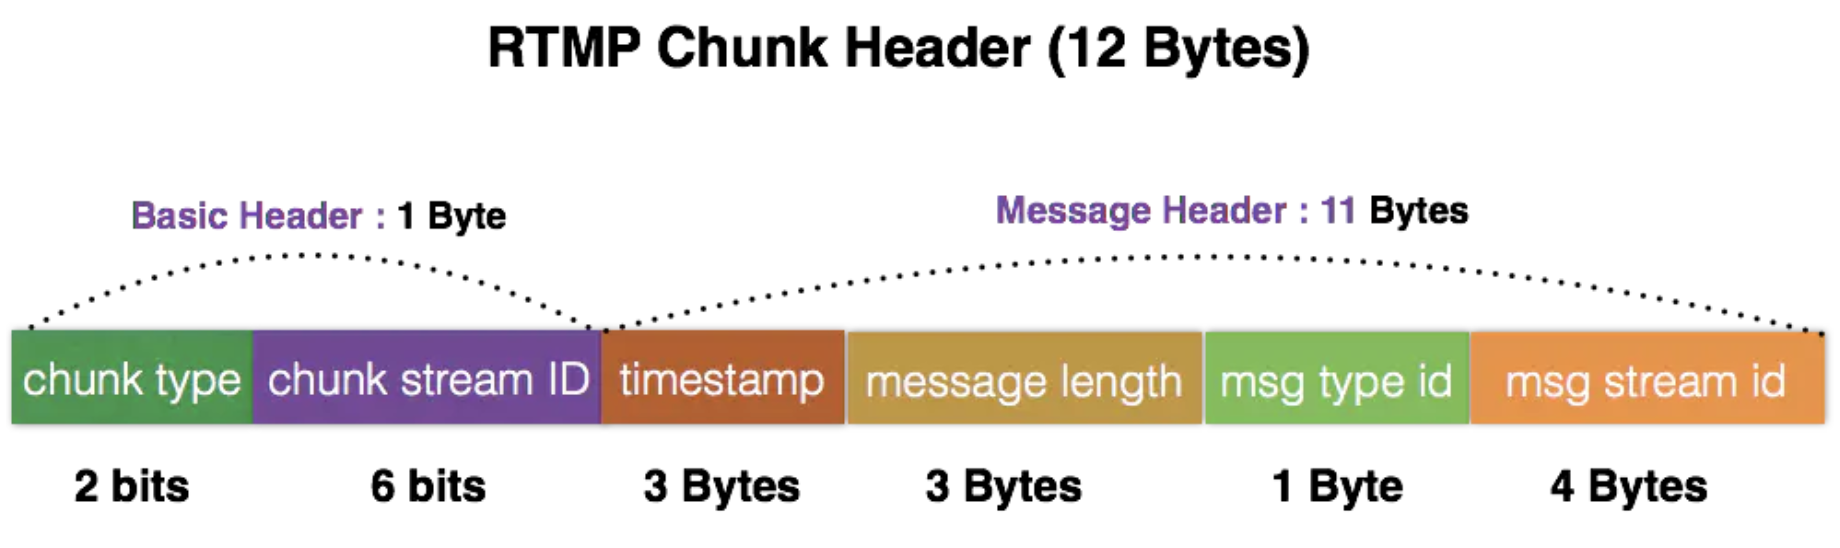 RTMP Chunk Header (12 Bytes)
Basic Header : 1 Byte
Message Header : 11 Bytes
chunk type chunk stream ID timestamp message length msg type id msg stream id
2 bits 6 bits 3 Bytes 3 Bytes 1 Byte 4 Bytes